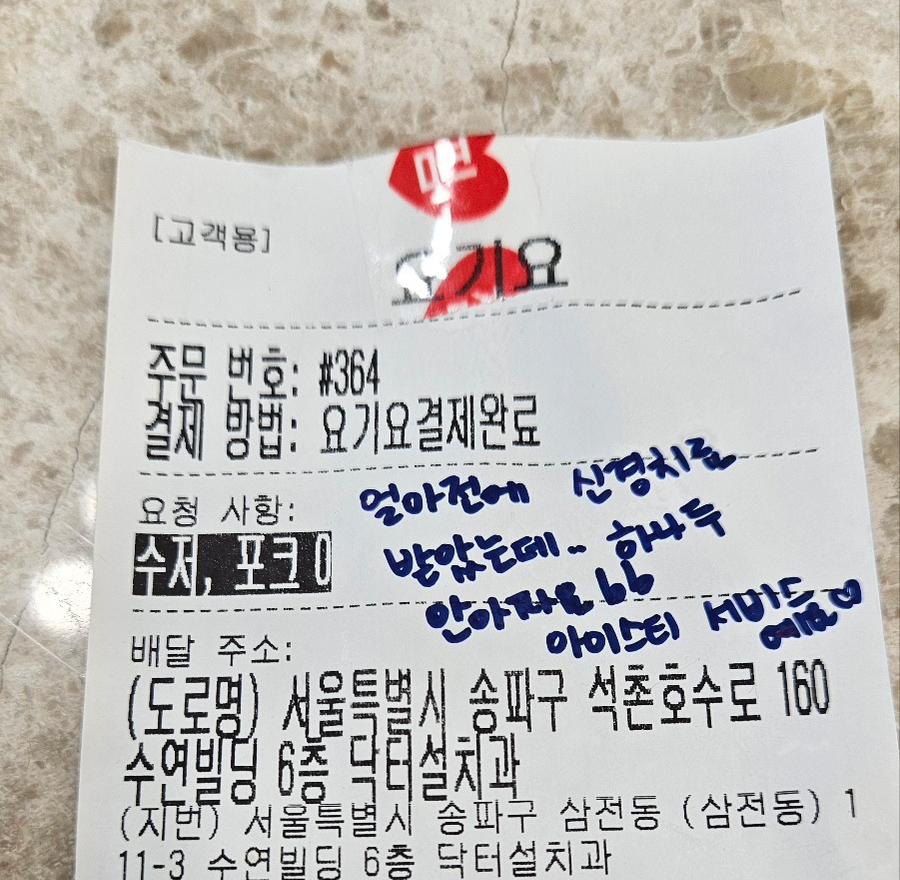 [고객용]
요기요
주문 번호: #364
결제 방법: 요기요결제완료
요청 사항:
수저, 포크 O
얼마전에 신경치료
받았는데.. 하나두
안아파요 bb
아이스티 서비스
예요♡
배달 주소:
(도로명) 서울특별시 송파구 석촌호수로 160
수연빌딩 6층 닥터설치과
(지번) 서울특별시 송파구 삼전동 (삼전동) 1
11-3 수연빌딩 6층 닥터설치과